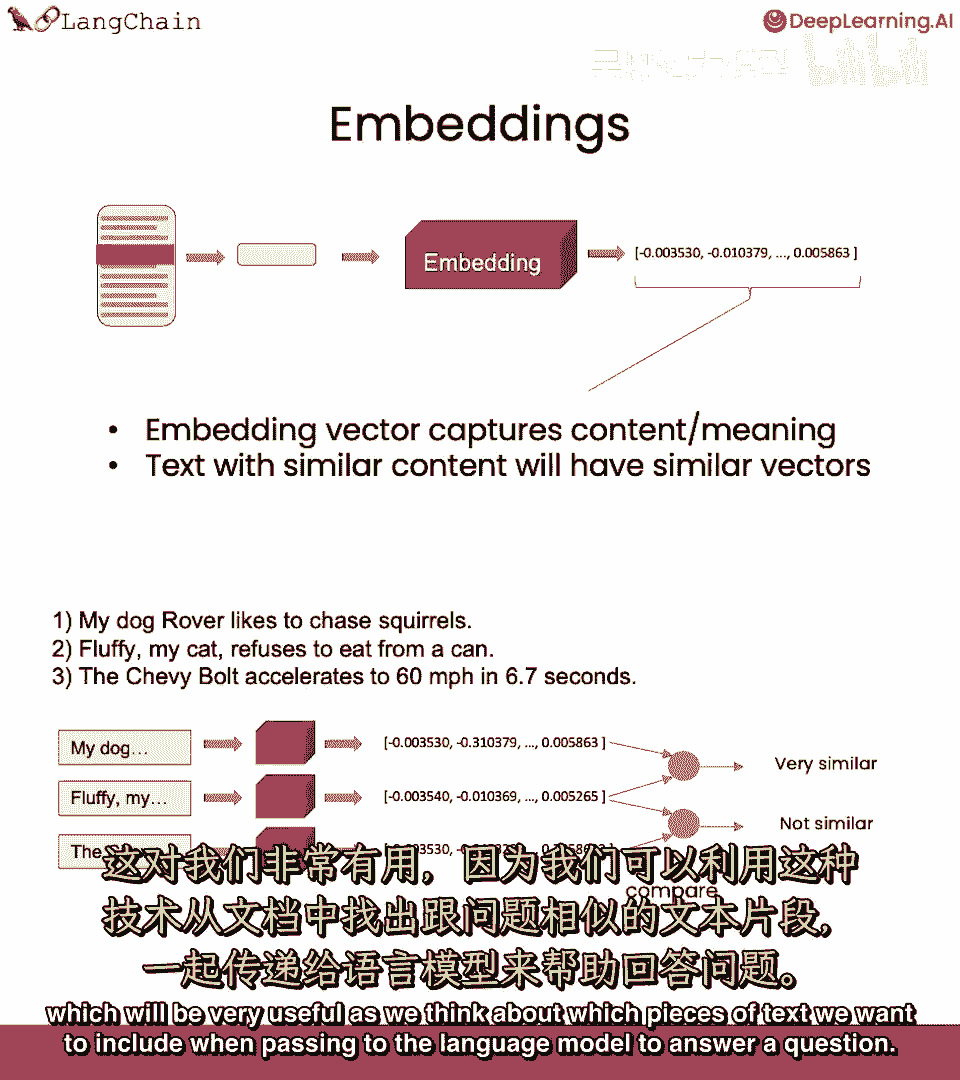 LangChain
DeepLearning.AI
Embeddings
Embedding
[-0.003530, -0.010379, ..., 0.005863 ]
• Embedding vector captures content/meaning
• Text with similar content will have similar vectors
1) My dog Rover likes to chase squirrels.
2) Fluffy, my cat, refuses to eat from a can.
3) The Chevy Bolt accelerates to 60 mph in 6.7 seconds.
My dog...
[-0.003530, -0.310379, ..., 0.005863 ]
Very similar
Fluffy, my...
[-0.003540, -0.010369, ..., 0.005265 ]
Not similar
The
compare
这对我们非常有用，因为我们可以利用这种
技术从文档中找出跟问题相似的文本片段，
一起传递给语言模型来帮助回答问题。
which will be very useful as we think about which pieces of text we want
to include when passing to the language model to answer a question.